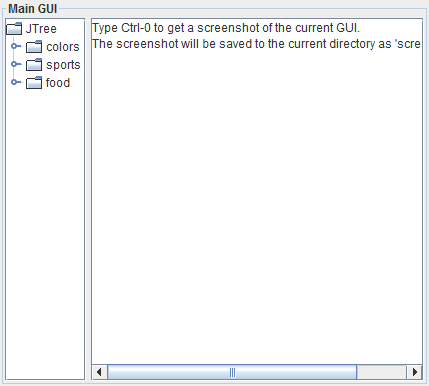 Main GUI
JTree
colors
sports
food
Type Ctrl-0 to get a screenshot of the current GUI.
The screenshot will be saved to the current directory as 'scre